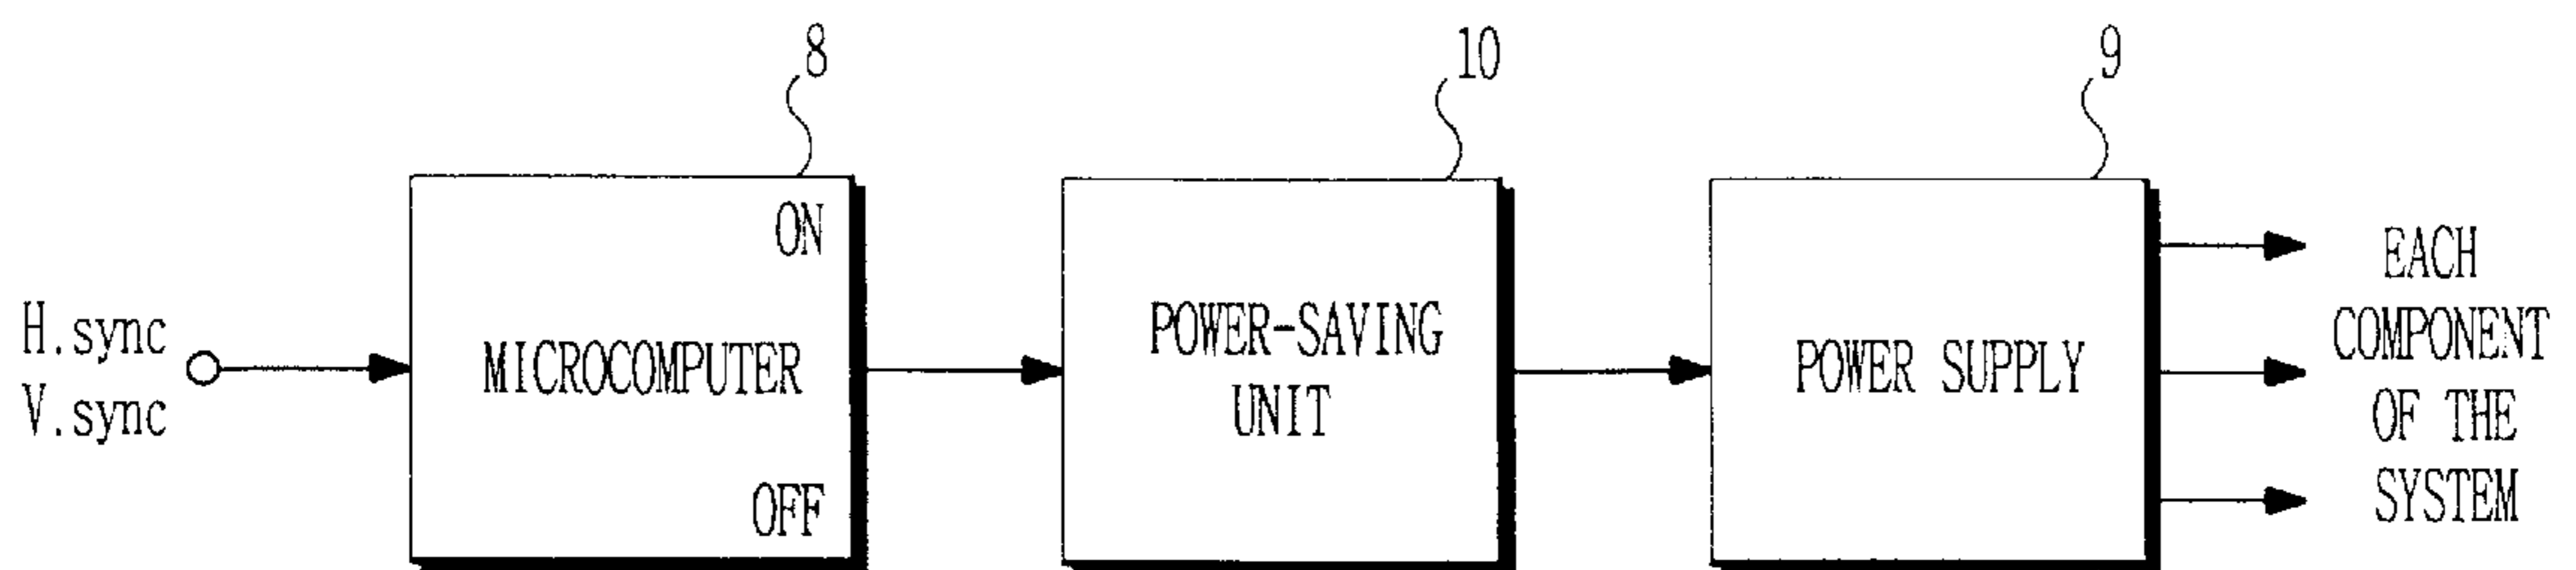 8
10
9
H.sync
V.sync
ON
MICROCOMPUTER
OFF
POWER-SAVING
UNIT
POWER SUPPLY
EACH
COMPONENT
OF THE
SYSTEM